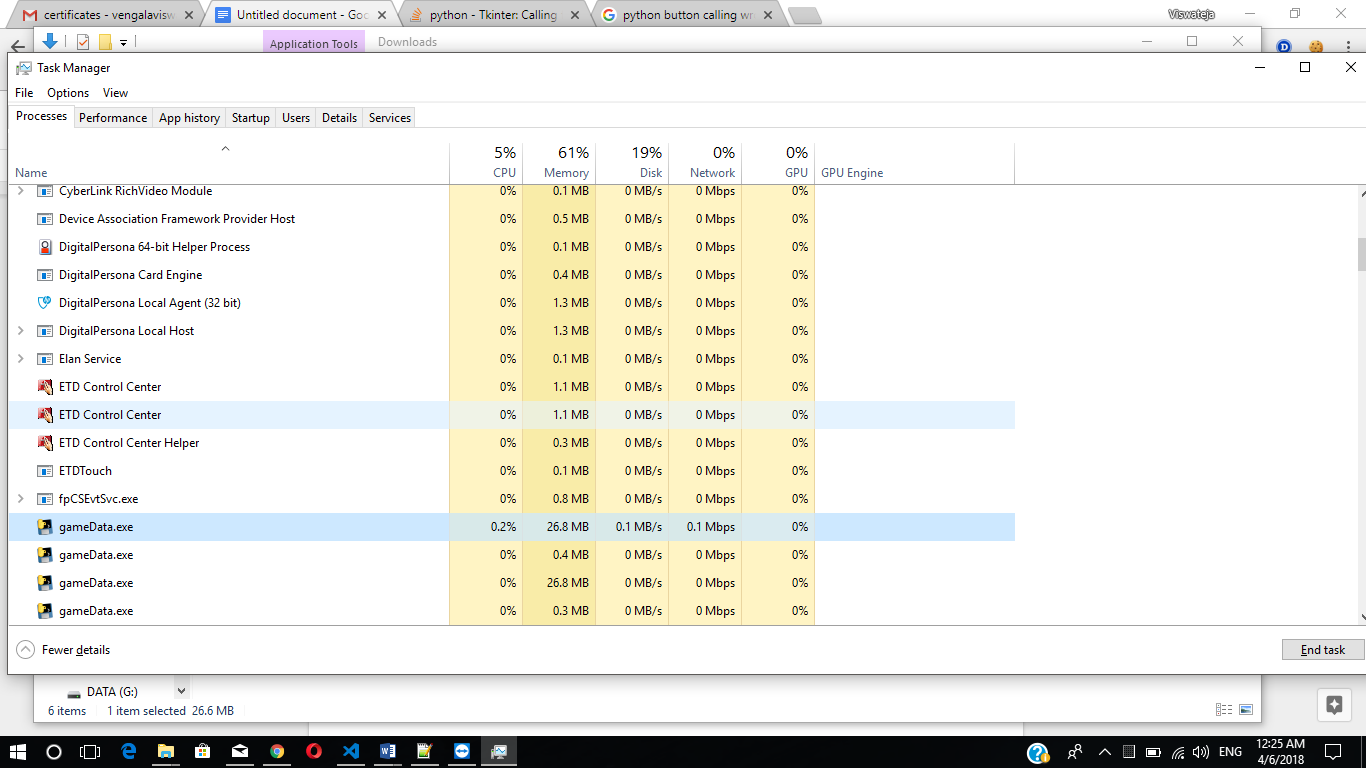 certificates - vengalavisw
Untitled document - Goo
python - Tkinter: Calling
python button calling wr
Viswateja
Application Tools
Downloads
Task Manager
File Options View
Processes Performance App history Startup Users Details Services
5% 61% 19% 0% 0%
Name CPU Memory Disk Network GPU GPU Engine
CyberLink RichVideo Module 0% 0.1 MB 0 MB/s 0 Mbps 0%
Device Association Framework Provider Host 0% 0.5 MB 0 MB/s 0 Mbps 0%
DigitalPersona 64-bit Helper Process 0% 0.1 MB 0 MB/s 0 Mbps 0%
DigitalPersona Card Engine 0% 0.4 MB 0 MB/s 0 Mbps 0%
DigitalPersona Local Agent (32 bit) 0% 1.3 MB 0 MB/s 0 Mbps 0%
DigitalPersona Local Host 0% 1.3 MB 0 MB/s 0 Mbps 0%
Elan Service 0% 0.1 MB 0 MB/s 0 Mbps 0%
ETD Control Center 0% 1.1 MB 0 MB/s 0 Mbps 0%
ETD Control Center 0% 1.1 MB 0 MB/s 0 Mbps 0%
ETD Control Center Helper 0% 0.3 MB 0 MB/s 0 Mbps 0%
ETDTouch 0% 0.1 MB 0 MB/s 0 Mbps 0%
fpCSEvtSvc.exe 0% 0.8 MB 0 MB/s 0 Mbps 0%
gameData.exe 0.2% 26.8 MB 0.1 MB/s 0.1 Mbps 0%
gameData.exe 0% 0.4 MB 0 MB/s 0 Mbps 0%
gameData.exe 0% 26.8 MB 0 MB/s 0 Mbps 0%
gameData.exe 0% 0.3 MB 0 MB/s 0 Mbps 0%
Fewer details
End task
DATA (G:)
6 items 1 item selected 26.6 MB
ENG
12:25 AM
4/6/2018